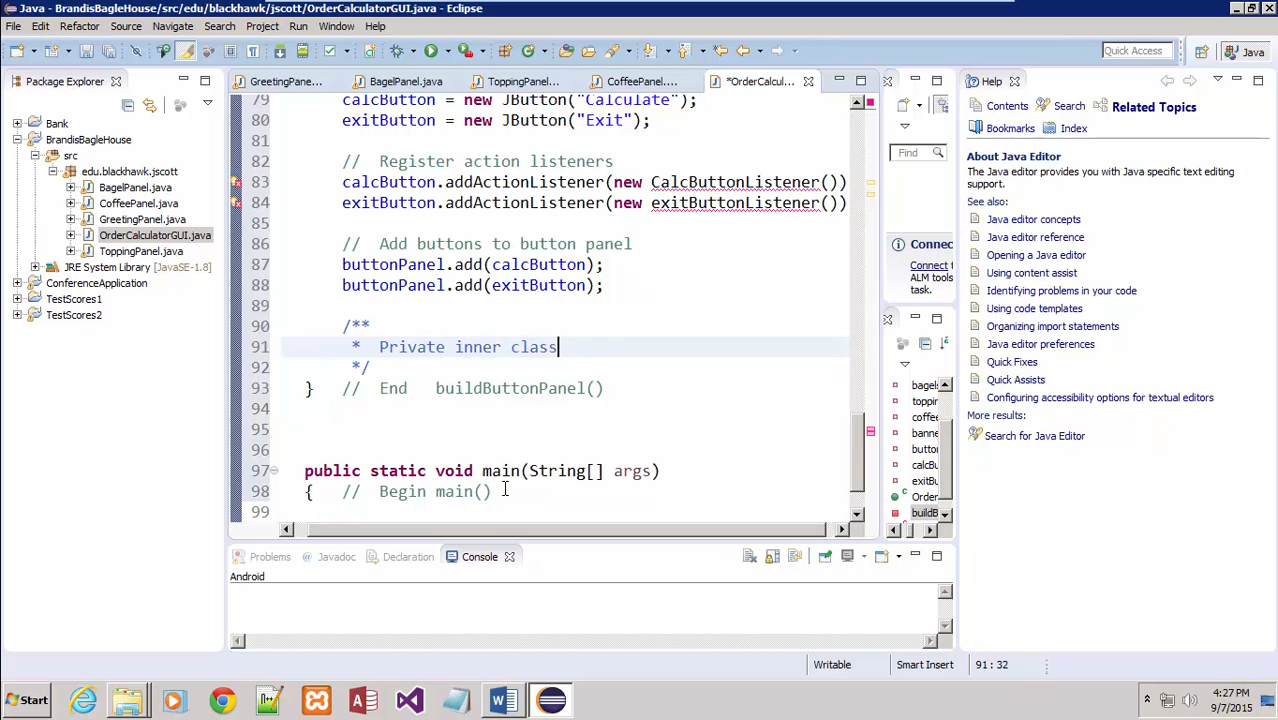 Java - BrandisBagleHouse/src/edu/blackhawk/jscott/OrderCalculatorGUI.java - Eclipse
File Edit Refactor Source Navigate Search Project Run Window Help
Quick Access
Java
Package Explorer
GreetingPane...
BagelPanel.java
ToppingPanel...
CoffeePanel....
*OrderCalcul...
Help
Bank
BrandisBagleHouse
src
edu.blackhawk.jscott
BagelPanel.java
CoffeePanel.java
GreetingPanel.java
OrderCalculatorGUI.java
ToppingPanel.java
JRE System Library [JavaSE-1.8]
ConferenceApplication
TestScores1
TestScores2
79 calcButton = new JButton("Calculate");
80 exitButton = new JButton("Exit");
81
82 // Register action listeners
83 calcButton.addActionListener(new CalcButtonListener())
84 exitButton.addActionListener(new exitButtonListener())
85
86 // Add buttons to button panel
87 buttonPanel.add(calcButton);
88 buttonPanel.add(exitButton);
89
90 /**
91 * Private inner class
92 */
93 } // End buildButtonPanel()
94
95
96
97 public static void main(String[] args)
98 { // Begin main()
99
Find
Connec
Connect to
ALM tools
task.
bagel
toppin
coffee
banne
button
calcBu
exitBu
Order
buildB
Contents Search Related Topics
Bookmarks Index
About Java Editor
The Java editor provides you with Java specific text editing
support.
See also:
Java editor concepts
Java editor reference
Opening a Java editor
Using content assist
Identifying problems in your code
Using code templates
Organizing import statements
Java editor preferences
Quick Fixes
Quick Assists
Configuring accessibility options for textual editors
More results:
Search for Java Editor
Problems Javadoc Declaration Console
Android
Writable Smart Insert 91 : 32
Start
4:27 PM
9/7/2015